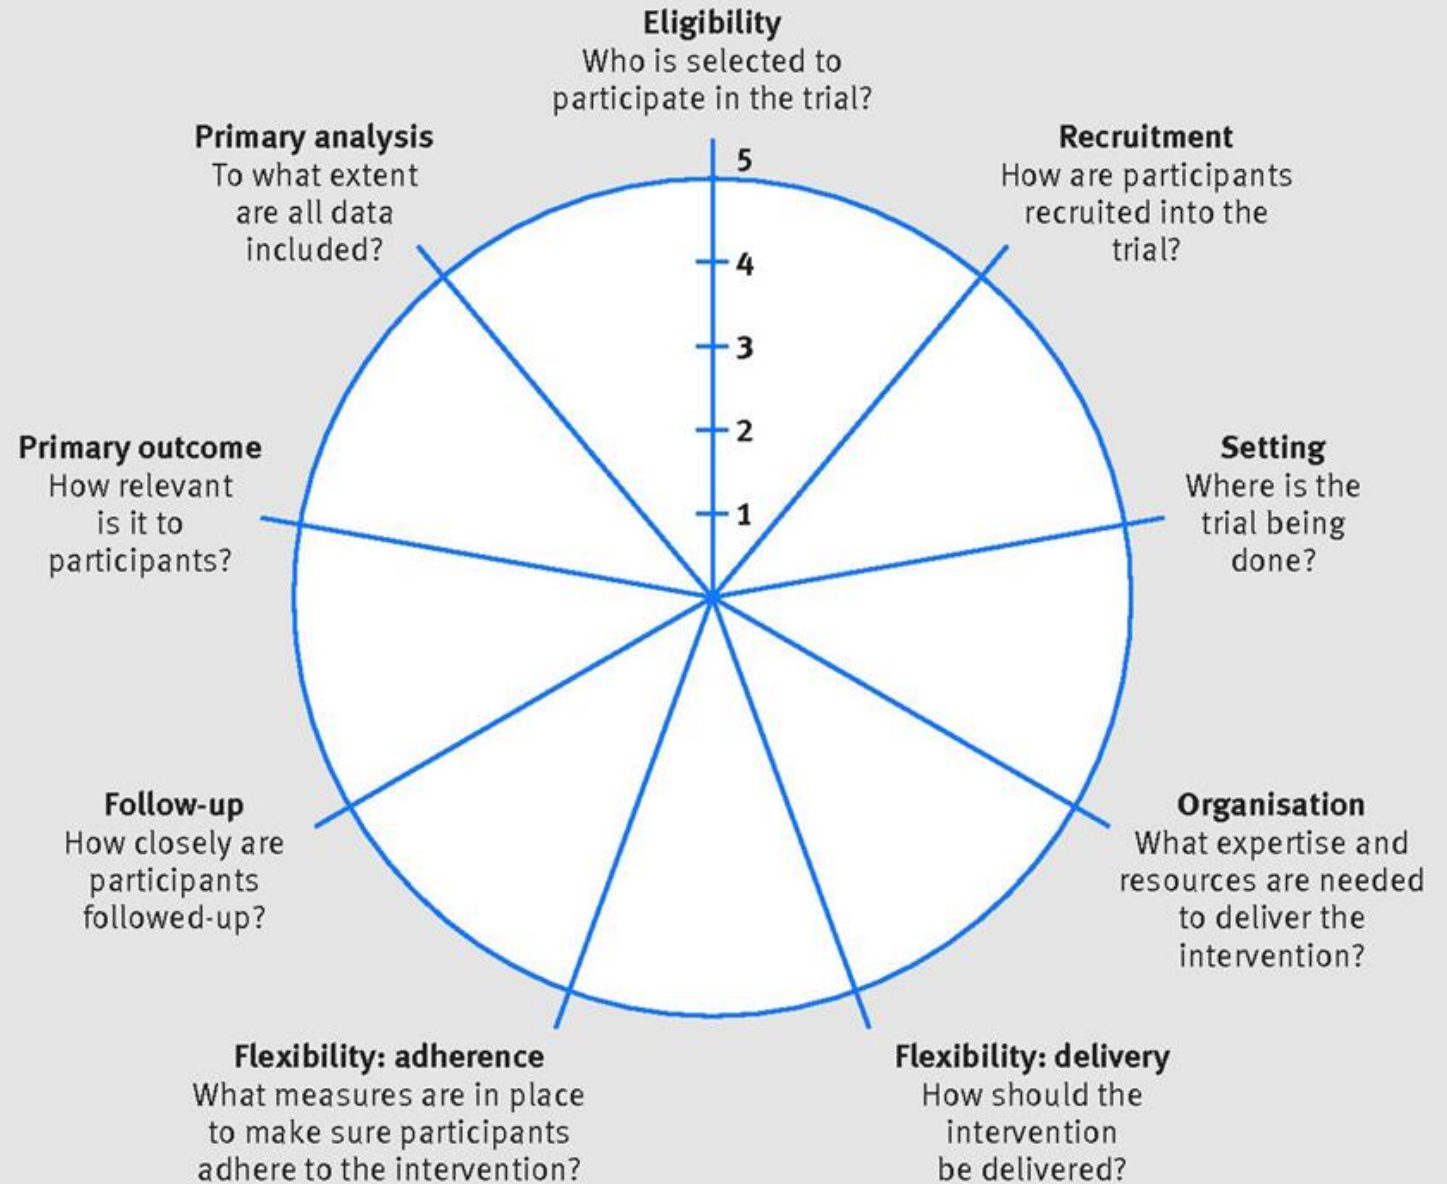 Eligibility
Who is selected to
participate in the trial?
Recruitment
How are participants
recruited into the
trial?
Setting
Where is the
trial being
done?
Organisation
What expertise and
resources are needed
to deliver the
intervention?
Flexibility: delivery
How should the
intervention
be delivered?
Flexibility: adherence
What measures are in place
to make sure participants
adhere to the intervention?
Follow-up
How closely are
participants
followed-up?
Primary outcome
How relevant
is it to
participants?
Primary analysis
To what extent
are all data
included?
5
4
3
2
1